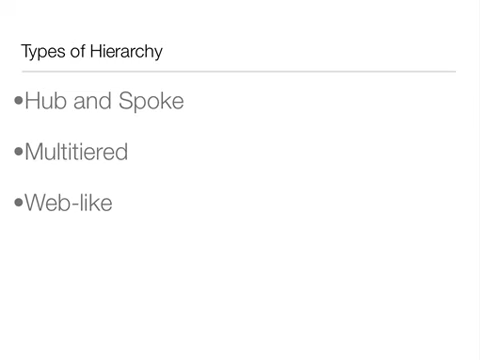 Types of Hierarchy
•Hub and Spoke
•Multitiered
•Web-like